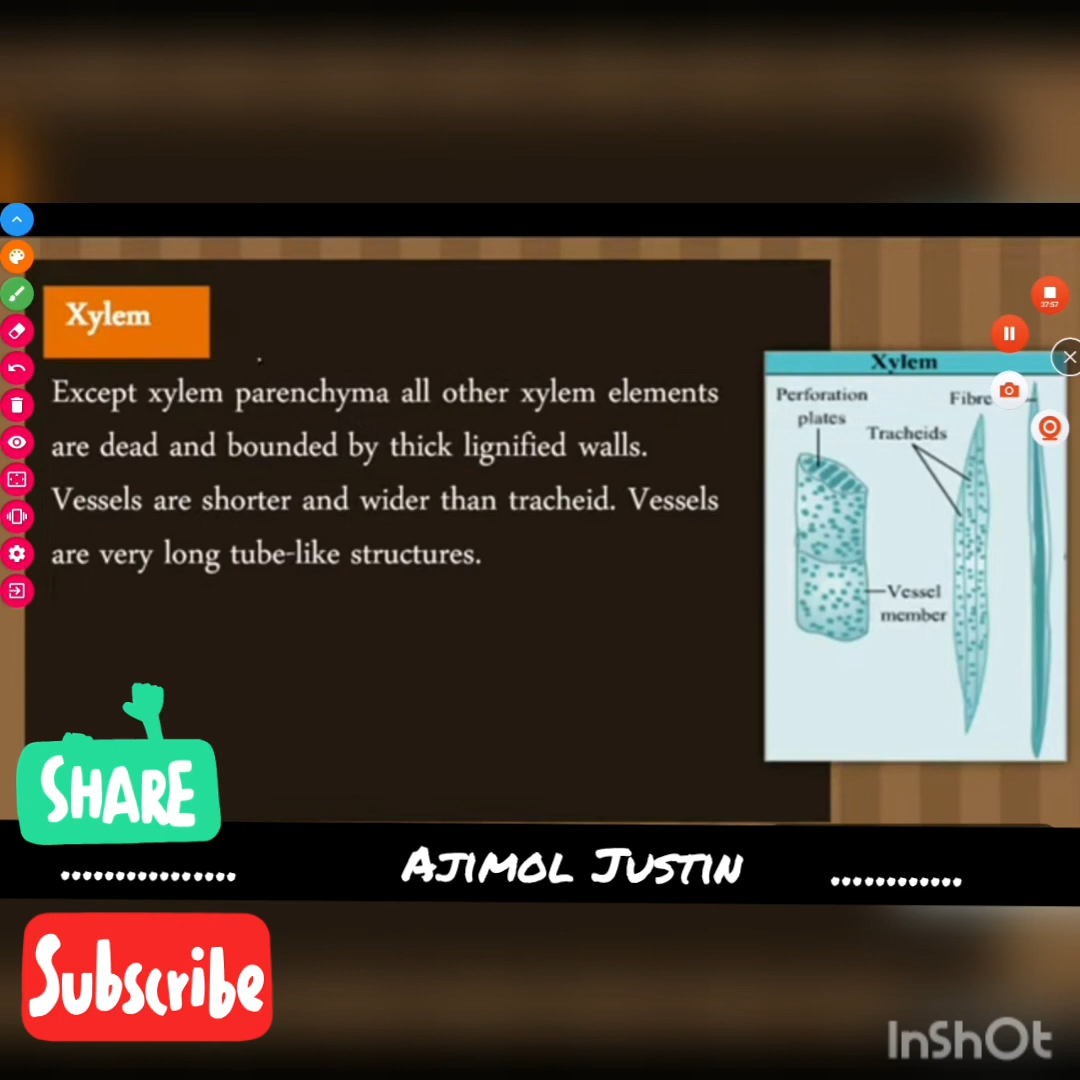 Xylem
Except xylem parenchyma all other xylem elements
are dead and bounded by thick lignified walls.
Vessels are shorter and wider than tracheid. Vessels
are very long tube-like structures.
37:57
Xylem
Perforation
plates
Fibre
Tracheids
Vessel
member
SHARE
................ AJIMOL JUSTIN ............
Subscribe
InShOt